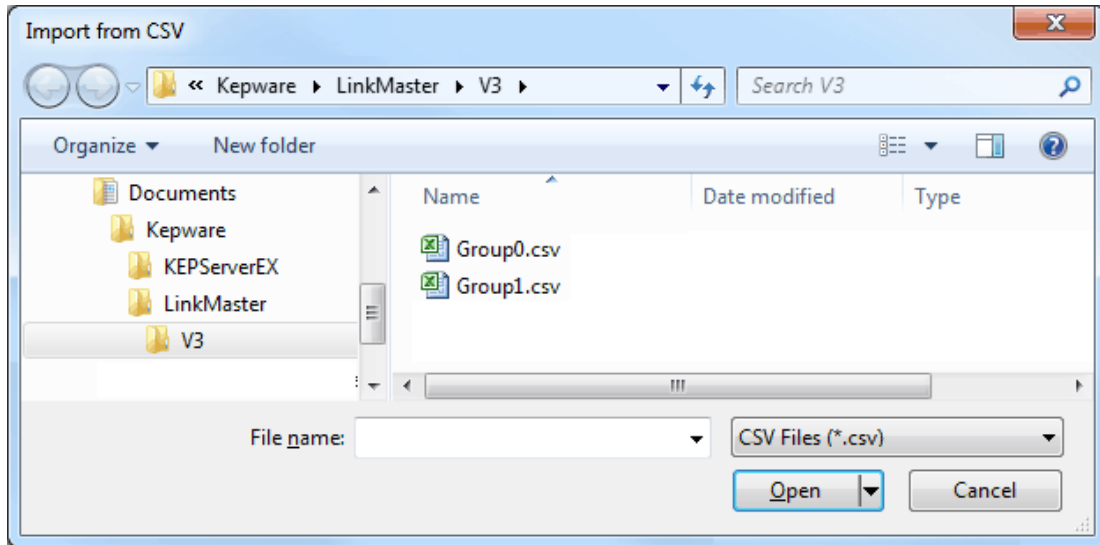 Import from CSV
« Kepware ▸ LinkMaster ▸ V3 ▸
Search V3
Organize New folder
Documents
Kepware
KEPServerEX
LinkMaster
V3
Name Date modified Type
Group0.csv
Group1.csv
File name: CSV Files (*.csv)
Open Cancel